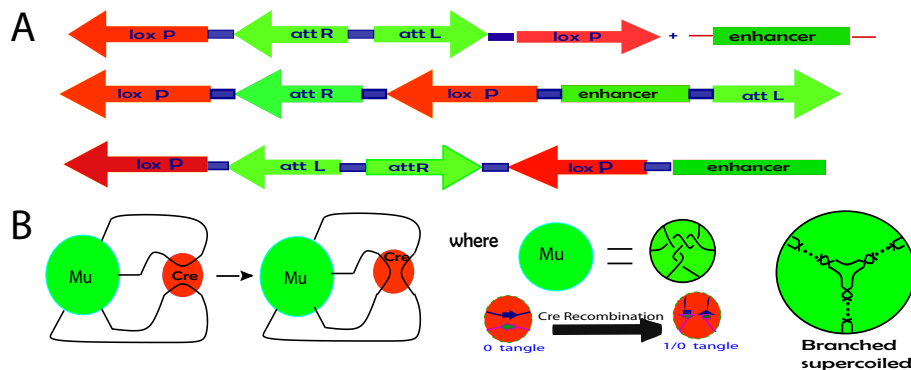 A
lox P att R att L lox P + enhancer
lox P att R lox P enhancer att L
lox P att L attR lox P enhancer
B
Mu Cre Mu Cre
where
Mu =
Cre Recombination
0 tangle 1/0 tangle
Branched
supercoiled